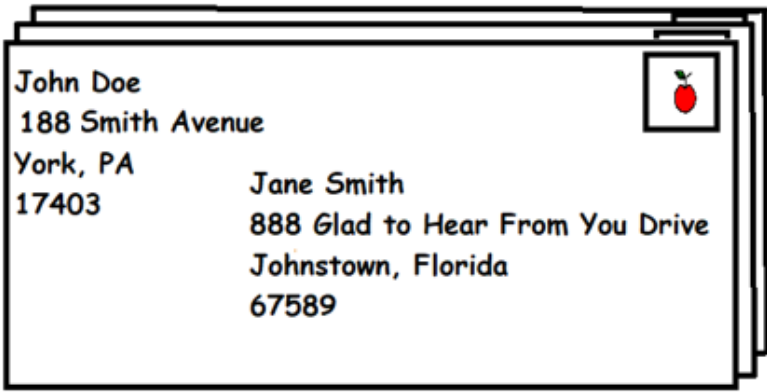 John Doe
188 Smith Avenue
York, PA
17403
Jane Smith
888 Glad to Hear From You Drive
Johnstown, Florida
67589